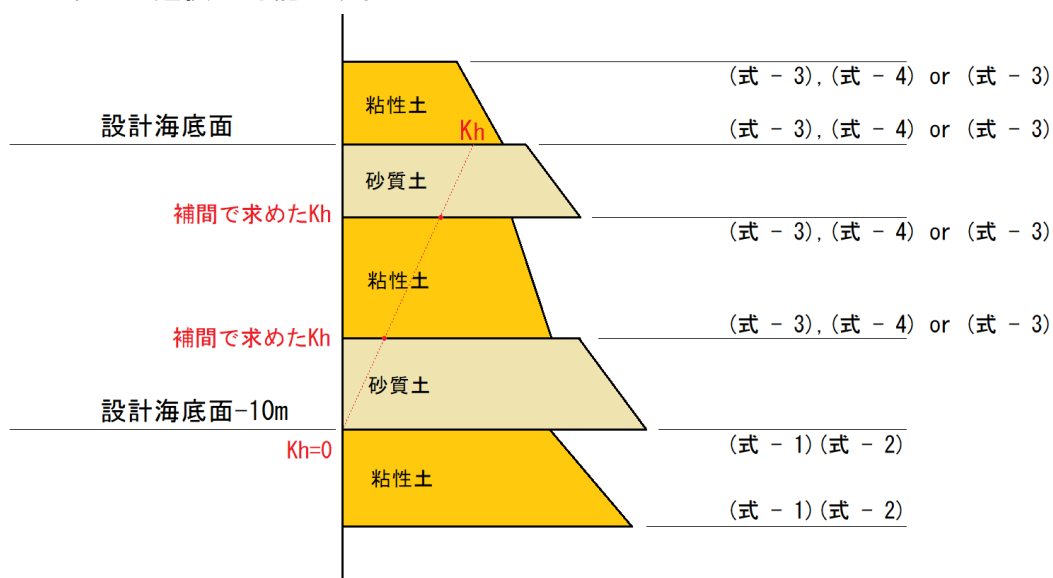 (式 - 3),(式 - 4) or (式 - 3)
粘性土
設計海底面
Kh
(式 - 3),(式 - 4) or (式 - 3)
砂質土
補間で求めたKh
(式 - 3),(式 - 4) or (式 - 3)
粘性土
補間で求めたKh
(式 - 3),(式 - 4) or (式 - 3)
砂質土
設計海底面-10m
Kh=0
(式 - 1)(式 - 2)
粘性土
(式 - 1)(式 - 2)